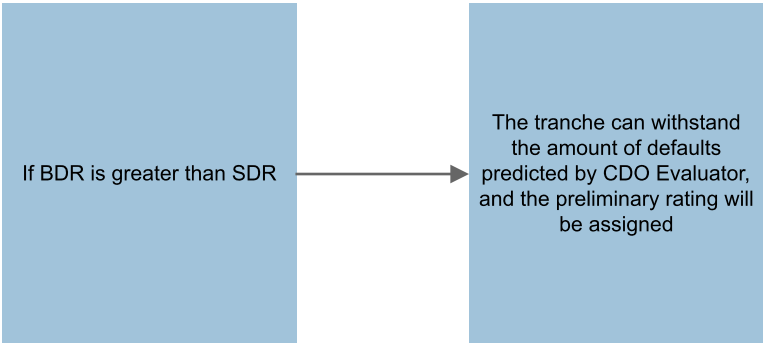 If BDR is greater than SDR
The tranche can withstand
the amount of defaults
predicted by CDO Evaluator,
and the preliminary rating will
be assigned